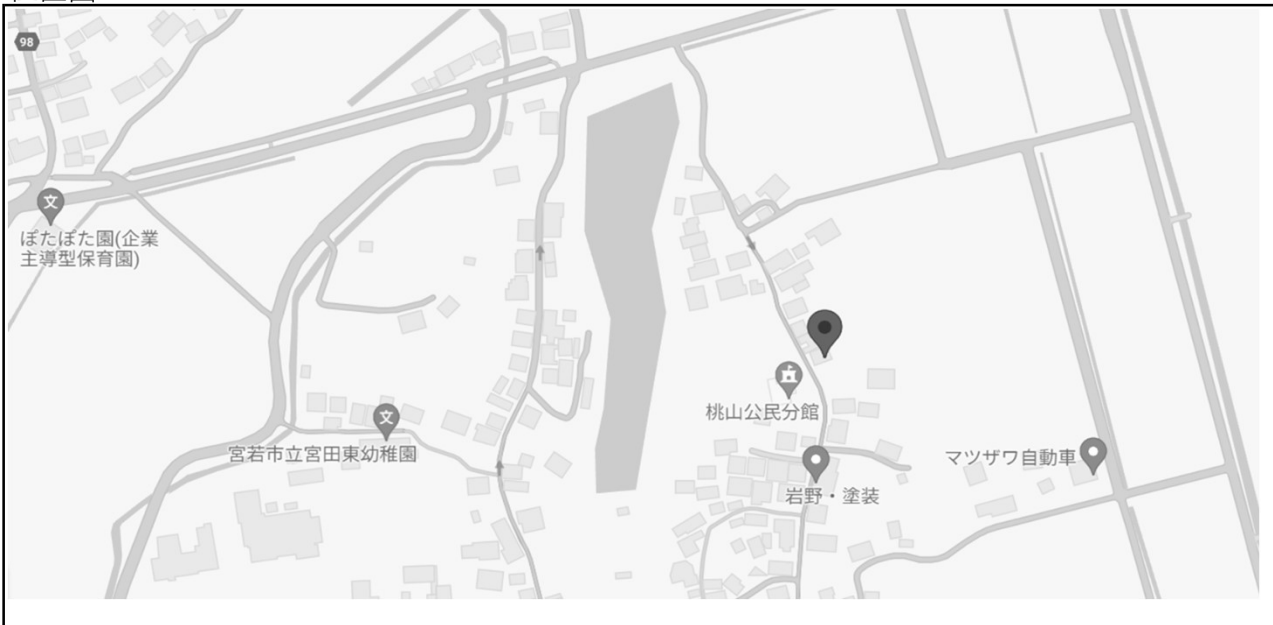 98
文
ぽたぽた園(企業
主導型保育園)
文
宮若市立宮田東幼稚園
桃山公民分館
岩野・塗装
マツザワ自動車